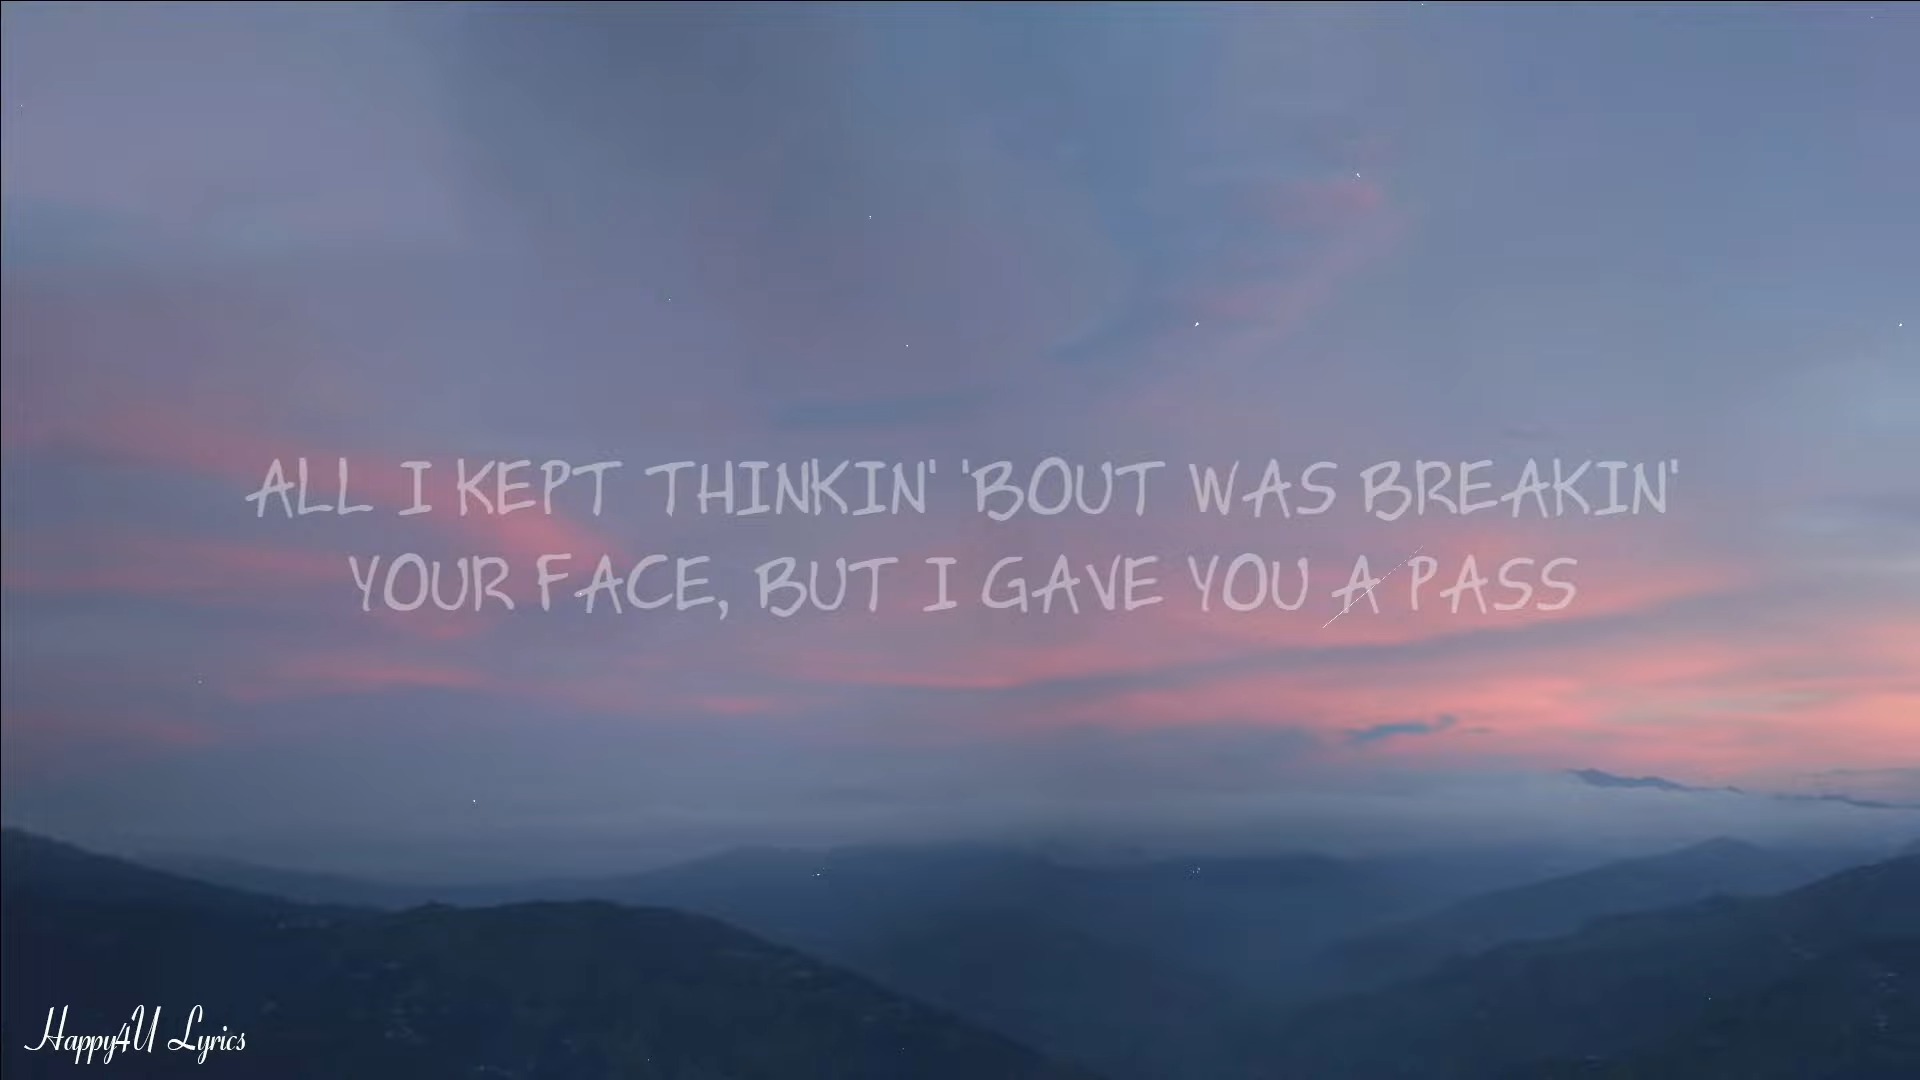 ALL I KEPT THINKIN' 'BOUT WAS BREAKIN'
YOUR FACE, BUT I GAVE YOU A PASS
Happy4U Lyrics